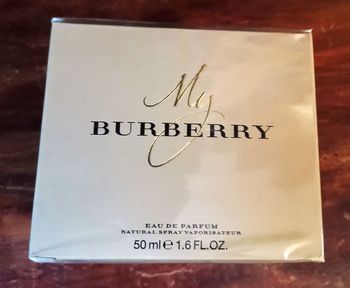 My
BURBERRY
EAU DE PARFUM
NATURAL SPRAY VAPORISATEUR
50 ml ℮ 1.6 FL.OZ.